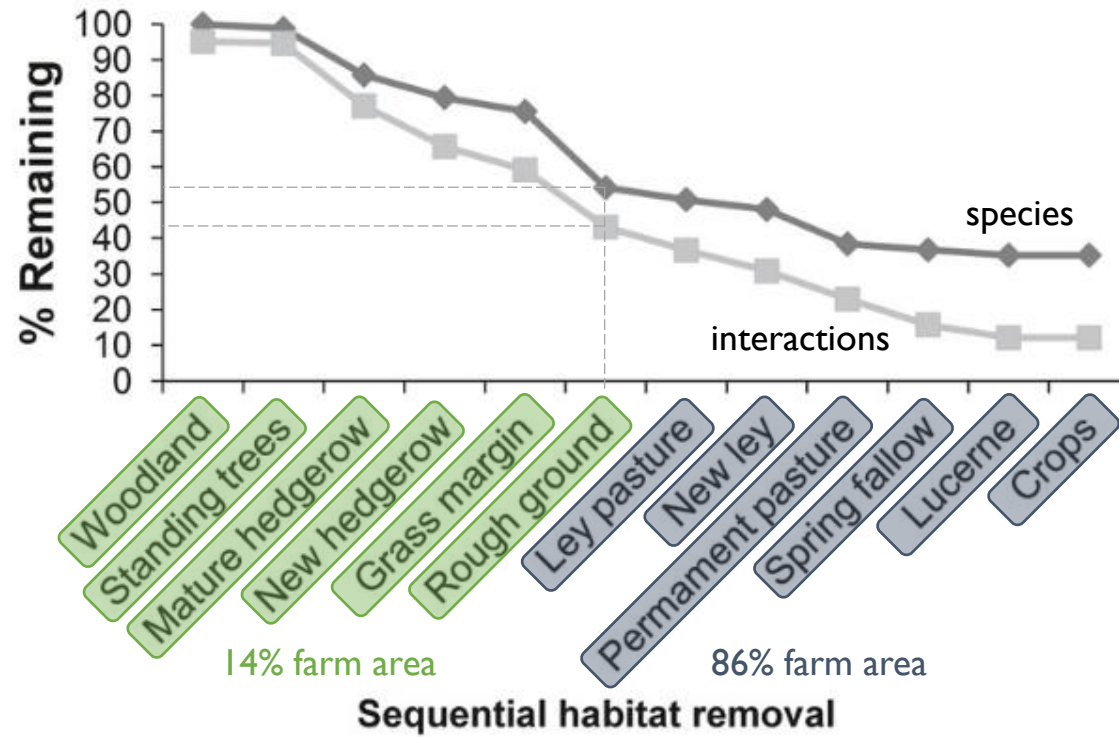 % Remaining
100
90
80
70
60
50
40
30
20
10
0
species
interactions
Woodland
Standing trees
Mature hedgerow
New hedgerow
Grass margin
Rough ground
Ley pasture
New ley
Permament pasture
Spring fallow
Lucerne
Crops
14% farm area
86% farm area
Sequential habitat removal